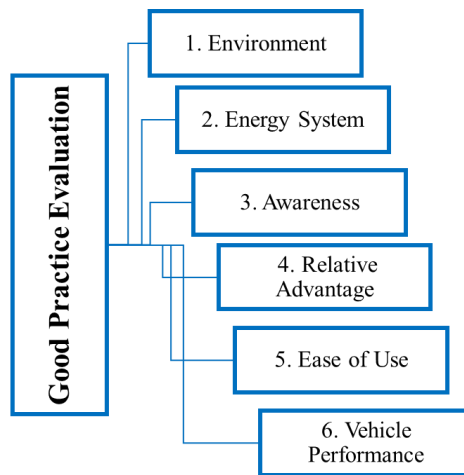 Good Practice Evaluation
1. Environment
2. Energy System
3. Awareness
4. Relative
Advantage
5. Ease of Use
6. Vehicle
Performance